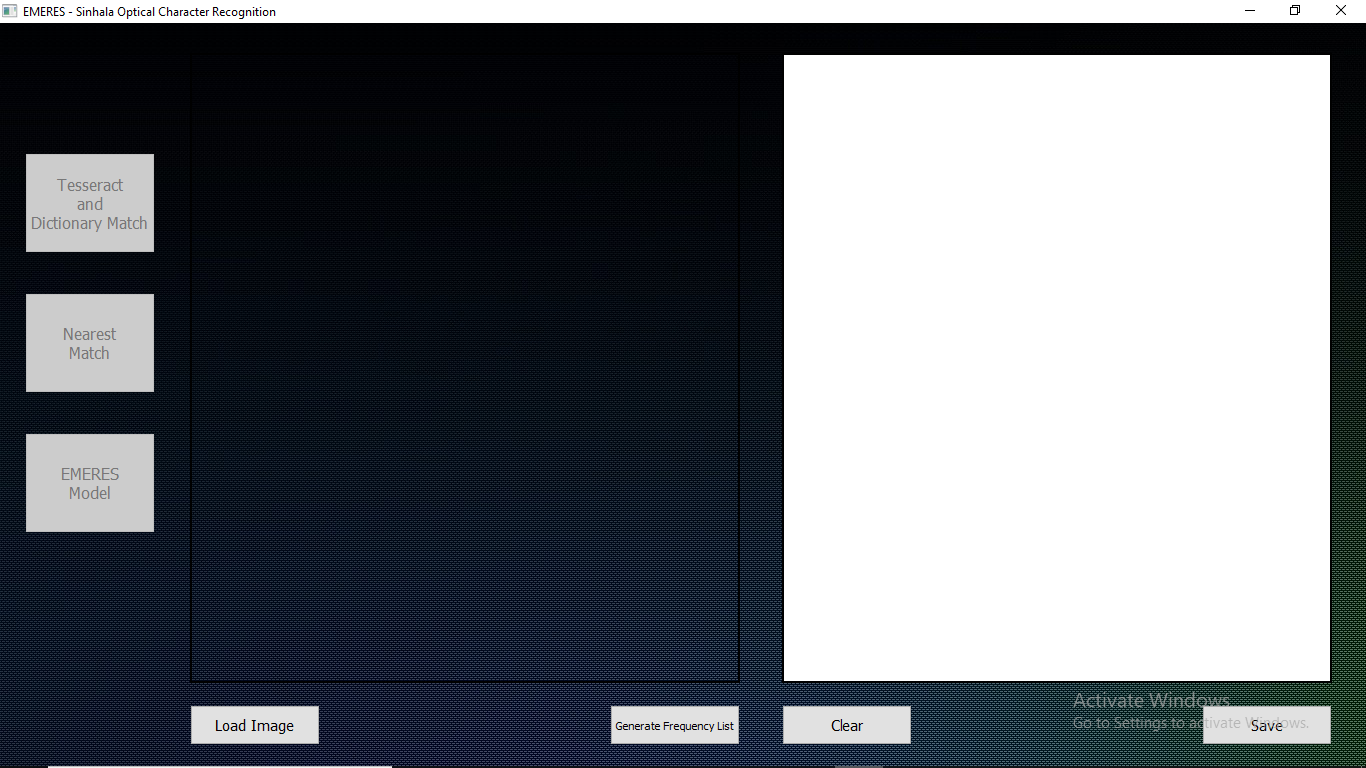 EMERES - Sinhala Optical Character Recognition
Tesseract
and
Dictionary Match
Nearest
Match
EMERES
Model
Load Image
Generate Frequency List
Clear
Save
Activate Windows
Go to Settings to activate Windows.